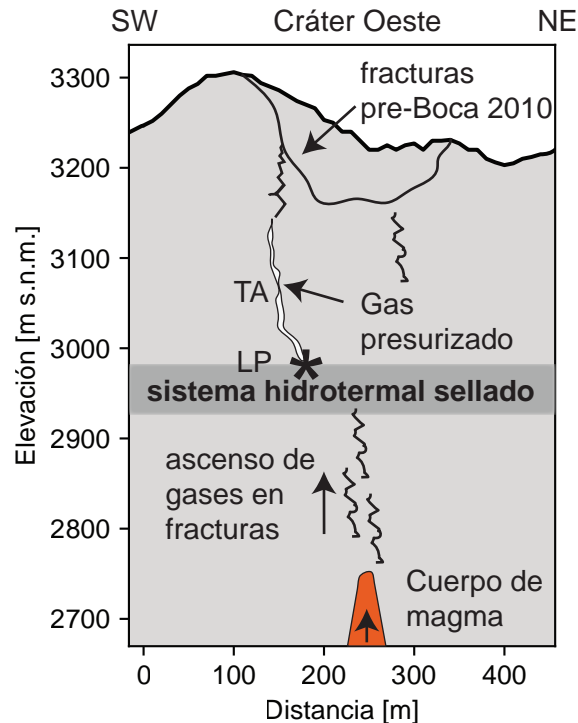 SW Cráter Oeste NE
3300
3200
3100
3000
2900
2800
2700
Elevación [m s.n.m.]
fracturas
pre-Boca 2010
TA
Gas
presurizado
LP
*
sistema hidrotermal sellado
ascenso de
gases en
fracturas
Cuerpo de
magma
0 100 200 300 400
Distancia [m]